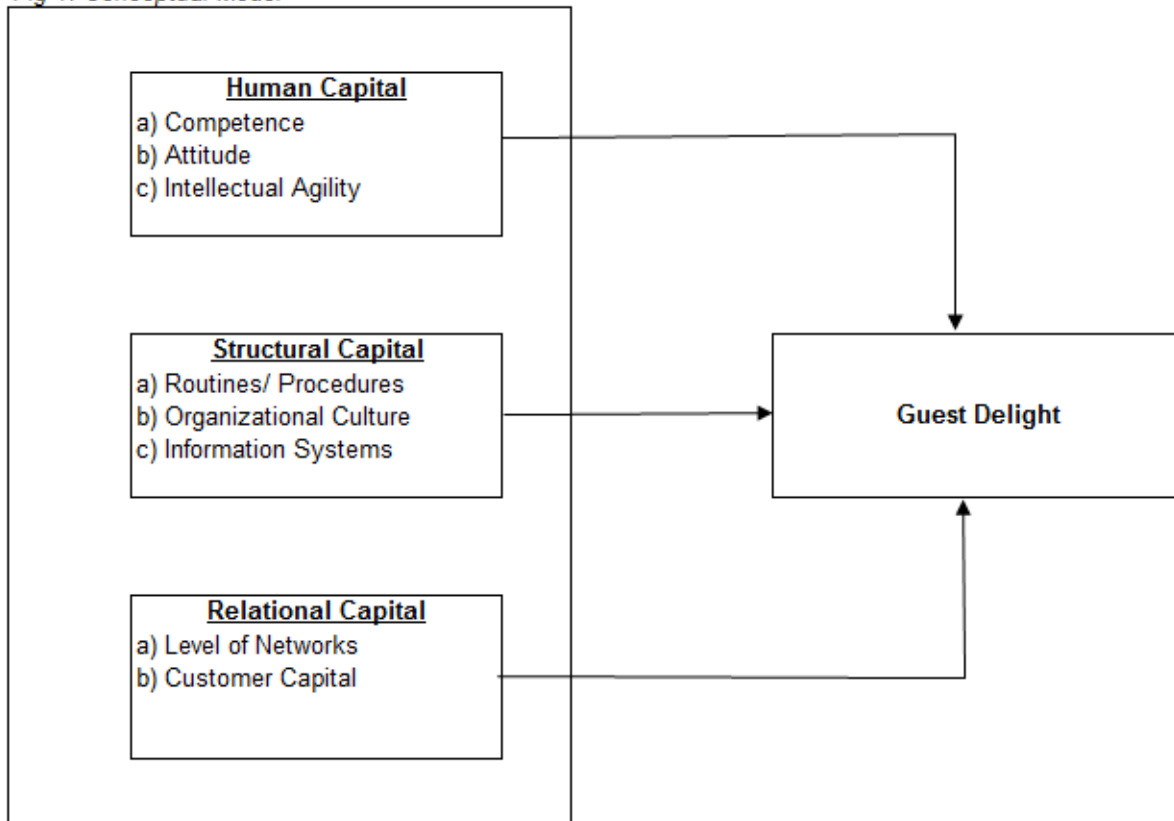 Human Capital
a) Competence
b) Attitude
c) Intellectual Agility
Structural Capital
a) Routines/ Procedures
b) Organizational Culture
c) Information Systems
Guest Delight
Relational Capital
a) Level of Networks
b) Customer Capital